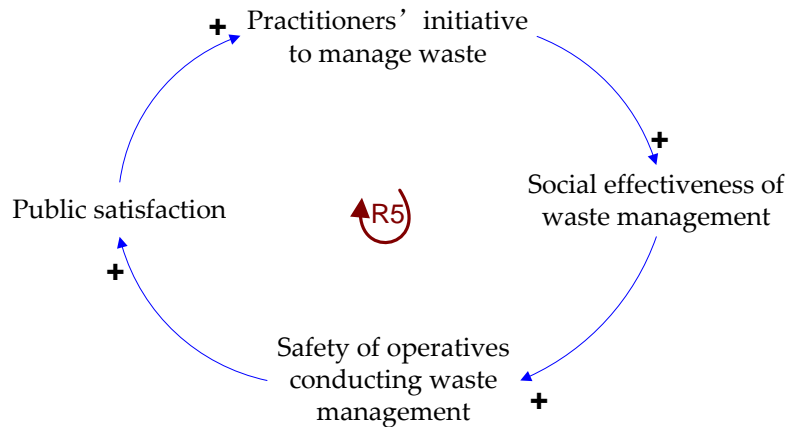 +
Practitioners’ initiative
to manage waste
+
Social effectiveness of
waste management
Public satisfaction
R5
+
Safety of operatives
conducting waste
management
+